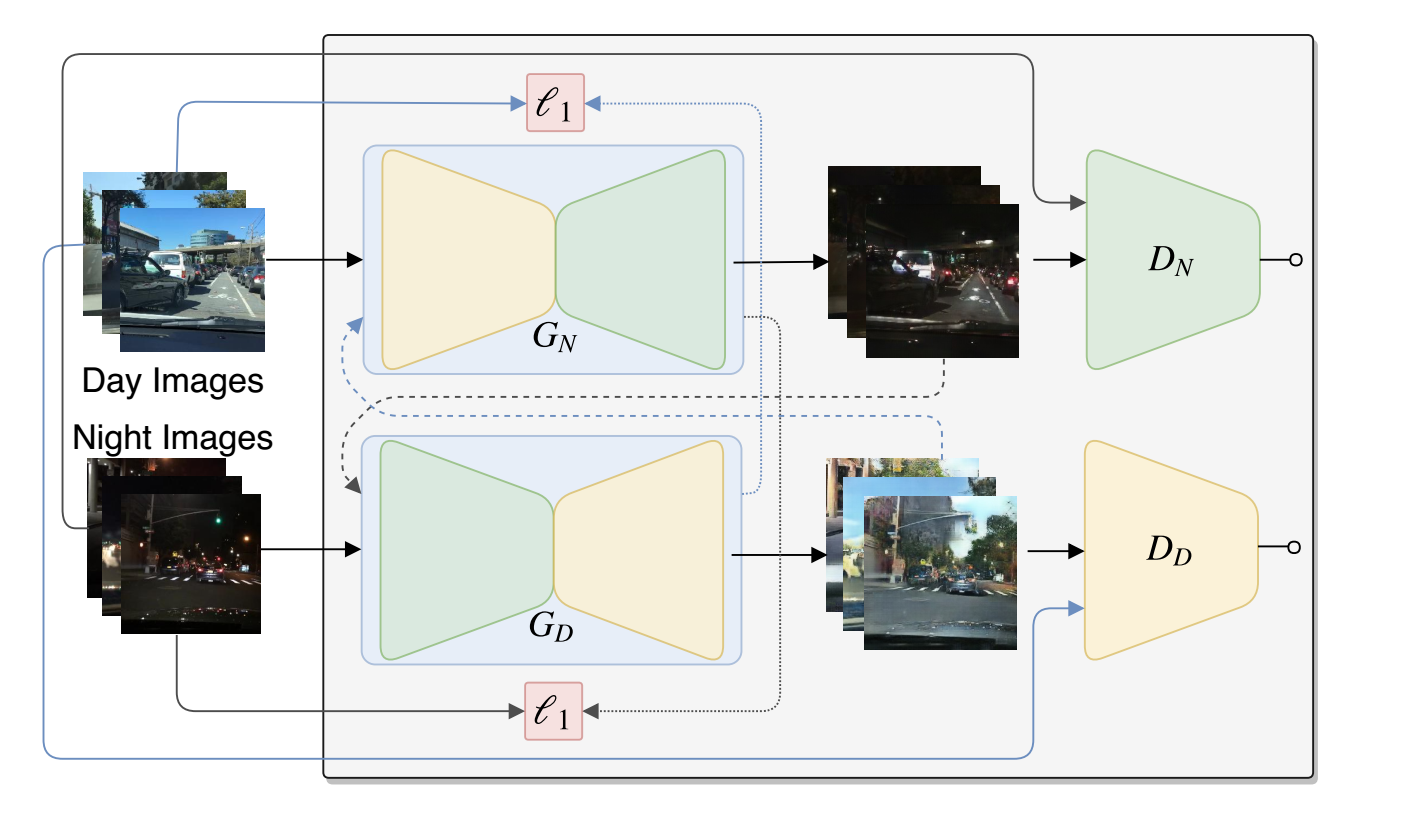 ℓ1
G_N
D_N
Day Images
Night Images
G_D
D_D
ℓ1